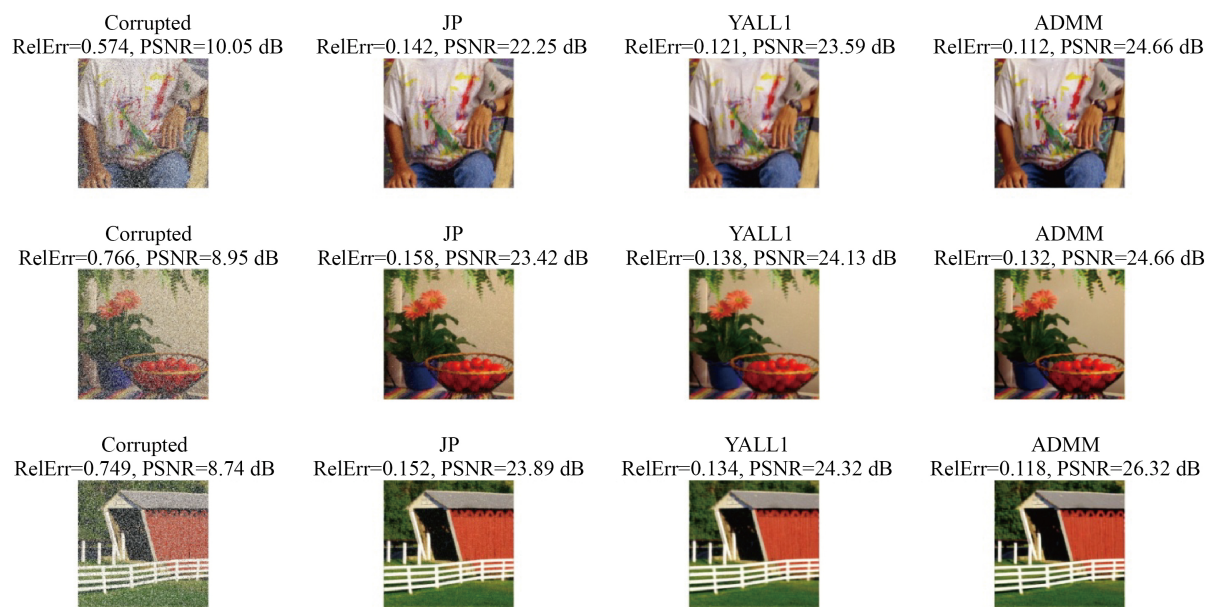 Corrupted
RelErr=0.574, PSNR=10.05 dB
JP
RelErr=0.142, PSNR=22.25 dB
YALL1
RelErr=0.121, PSNR=23.59 dB
ADMM
RelErr=0.112, PSNR=24.66 dB
Corrupted
RelErr=0.766, PSNR=8.95 dB
JP
RelErr=0.158, PSNR=23.42 dB
YALL1
RelErr=0.138, PSNR=24.13 dB
ADMM
RelErr=0.132, PSNR=24.66 dB
Corrupted
RelErr=0.749, PSNR=8.74 dB
JP
RelErr=0.152, PSNR=23.89 dB
YALL1
RelErr=0.134, PSNR=24.32 dB
ADMM
RelErr=0.118, PSNR=26.32 dB